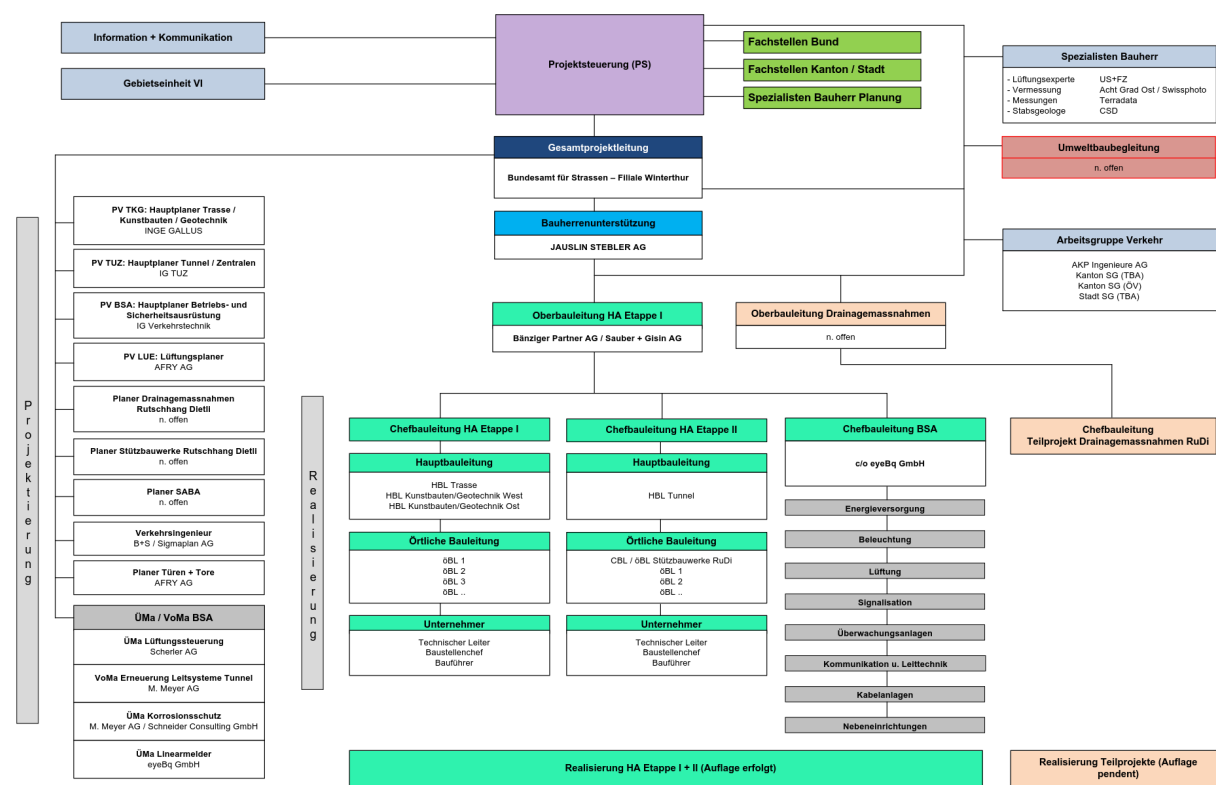 Information + Kommunikation
Gebietseinheit VI
Projektsteuerung (PS)
Fachstellen Bund
Fachstellen Kanton / Stadt
Spezialisten Bauherr Planung
Spezialisten Bauherr
- Lüftungsexperte US+FZ
- Vermessung Acht Grad Ost / Swissphoto
- Messungen Terradata
- Stabsgeologe CSD
Umweltbaubegleitung
n. offen
Arbeitsgruppe Verkehr
AKP Ingenieure AG
Kanton SG (TBA)
Kanton SG (ÖV)
Stadt SG (TBA)
Gesamtprojektleitung
Bundesamt für Strassen – Filiale Winterthur
Bauherrenunterstützung
JAUSLIN STEBLER AG
Oberbauleitung HA Etappe I
Bänziger Partner AG / Sauber + Gisin AG
Oberbauleitung Drainagemassnahmen
n. offen
Projektierung
PV TKG: Hauptplaner Trasse /
Kunstbauten / Geotechnik
INGE GALLUS
PV TUZ: Hauptplaner Tunnel / Zentralen
IG TUZ
PV BSA: Hauptplaner Betriebs- und
Sicherheitsausrüstung
IG Verkehrstechnik
PV LUE: Lüftungsplaner
AFRY AG
Planer Drainagemassnahmen
Rutschhang Dietli
n. offen
Planer Stützbauwerke Rutschhang Dietli
n. offen
Planer SABA
n. offen
Verkehrsingenieur
B+S / Sigmaplan AG
Planer Türen + Tore
AFRY AG
ÜMa / VoMa BSA
ÜMa Lüftungssteuerung
Scherler AG
VoMa Erneuerung Leitsysteme Tunnel
M. Meyer AG
ÜMa Korrosionsschutz
M. Meyer AG / Schneider Consulting GmbH
ÜMa Linearmelder
eyeBq GmbH
Realisierung
Chefbauleitung HA Etappe I
Hauptbauleitung
HBL Trasse
HBL Kunstbauten/Geotechnik West
HBL Kunstbauten/Geotechnik Ost
Örtliche Bauleitung
öBL 1
öBL 2
öBL 3
öBL ..
Unternehmer
Technischer Leiter
Baustellenchef
Bauführer
Chefbauleitung HA Etappe II
Hauptbauleitung
HBL Tunnel
Örtliche Bauleitung
CBL / öBL Stützbauwerke RuDi
öBL 1
öBL 2
öBL ..
Unternehmer
Technischer Leiter
Baustellenchef
Bauführer
Chefbauleitung BSA
c/o eyeBq GmbH
Energieversorgung
Beleuchtung
Lüftung
Signalisation
Überwachungsanlagen
Kommunikation u. Leittechnik
Kabelanlagen
Nebeneinrichtungen
Chefbauleitung
Teilprojekt Drainagemassnahmen RuDi
Realisierung HA Etappe I + II (Auflage erfolgt)
Realisierung Teilprojekte (Auflage
pendent)